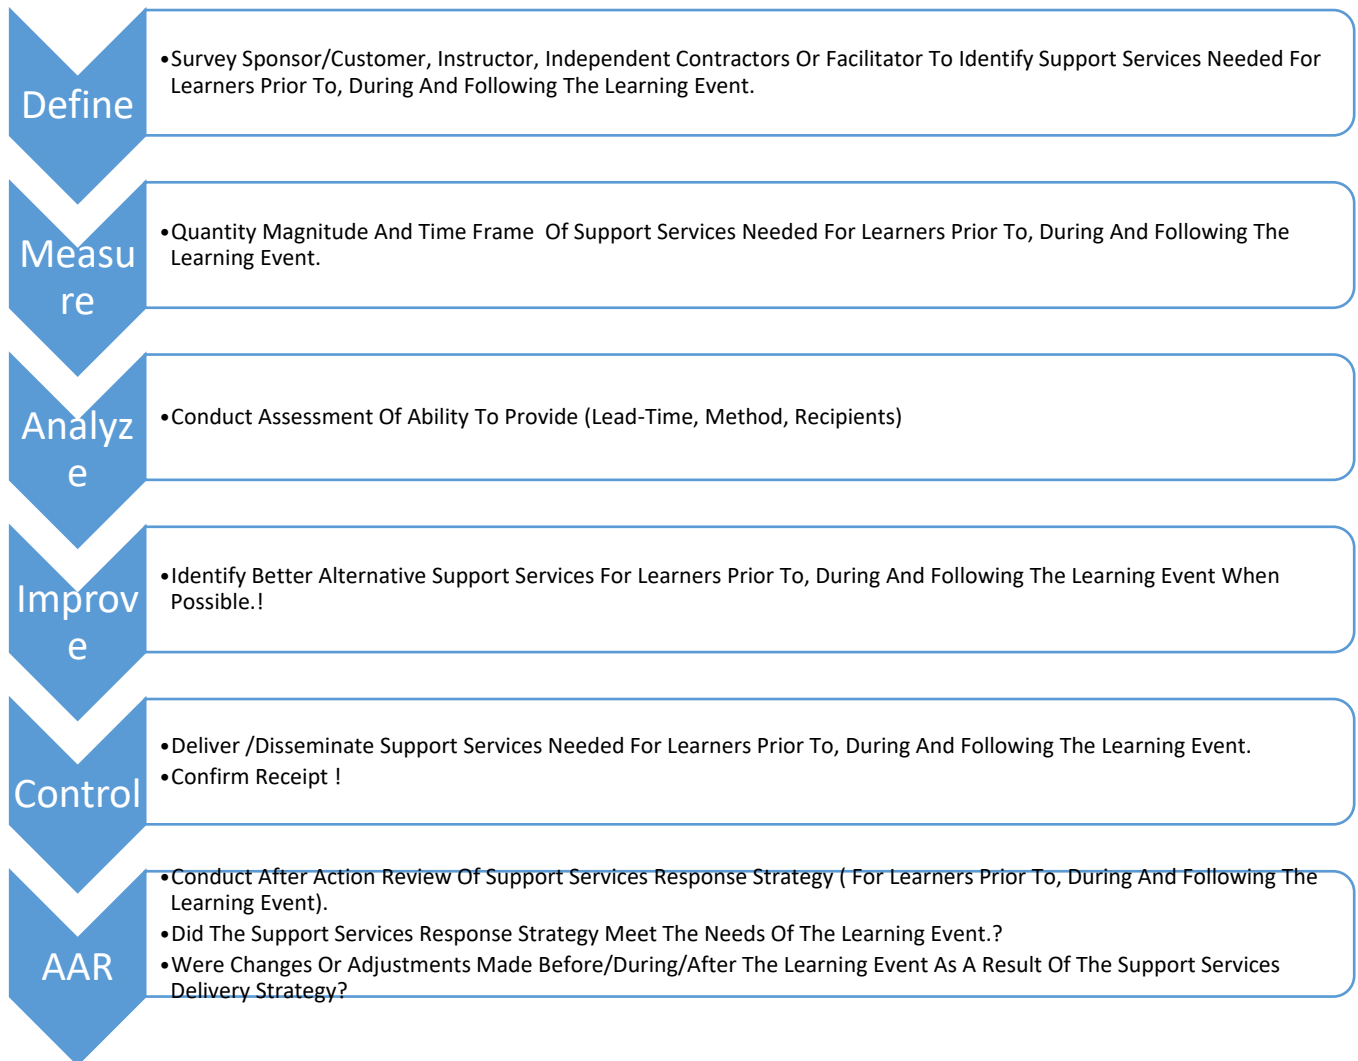 Define
•Survey Sponsor/Customer, Instructor, Independent Contractors Or Facilitator To Identify Support Services Needed For
Learners Prior To, During And Following The Learning Event.
Measu
re
•Quantity Magnitude And Time Frame  Of Support Services Needed For Learners Prior To, During And Following The
Learning Event.
Analyz
e
•Conduct Assessment Of Ability To Provide (Lead-Time, Method, Recipients)
Improv
e
•Identify Better Alternative Support Services For Learners Prior To, During And Following The Learning Event When
Possible.!
Control
•Deliver /Disseminate Support Services Needed For Learners Prior To, During And Following The Learning Event.
•Confirm Receipt !
AAR
•Conduct After Action Review Of Support Services Response Strategy ( For Learners Prior To, During And Following The
Learning Event).
•Did The Support Services Response Strategy Meet The Needs Of The Learning Event.?
•Were Changes Or Adjustments Made Before/During/After The Learning Event As A Result Of The Support Services
Delivery Strategy?